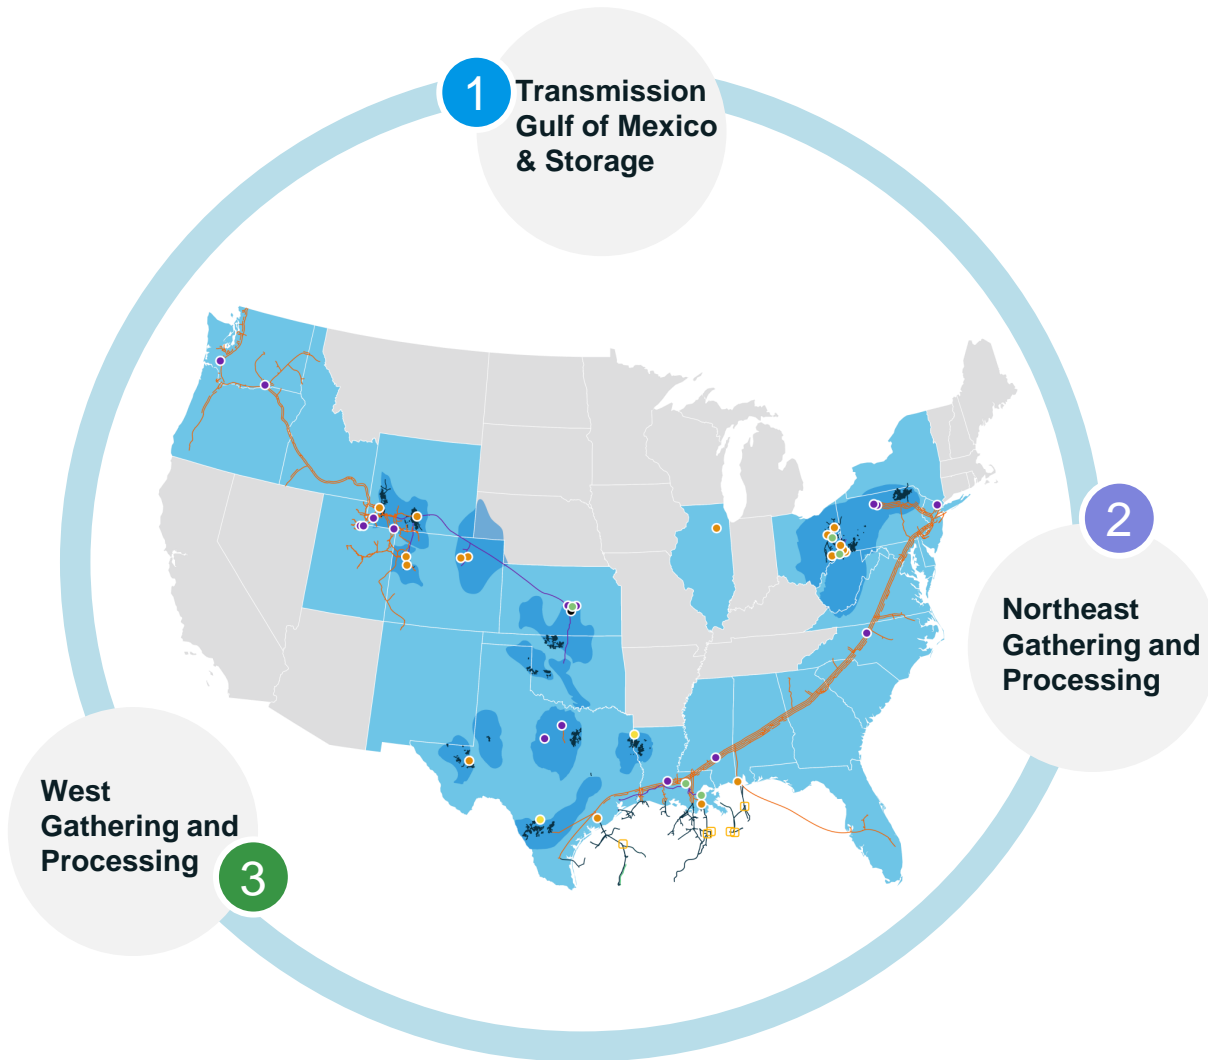 1
Transmission
Gulf of Mexico
& Storage
2
Northeast
Gathering and
Processing
West
Gathering and
Processing
3